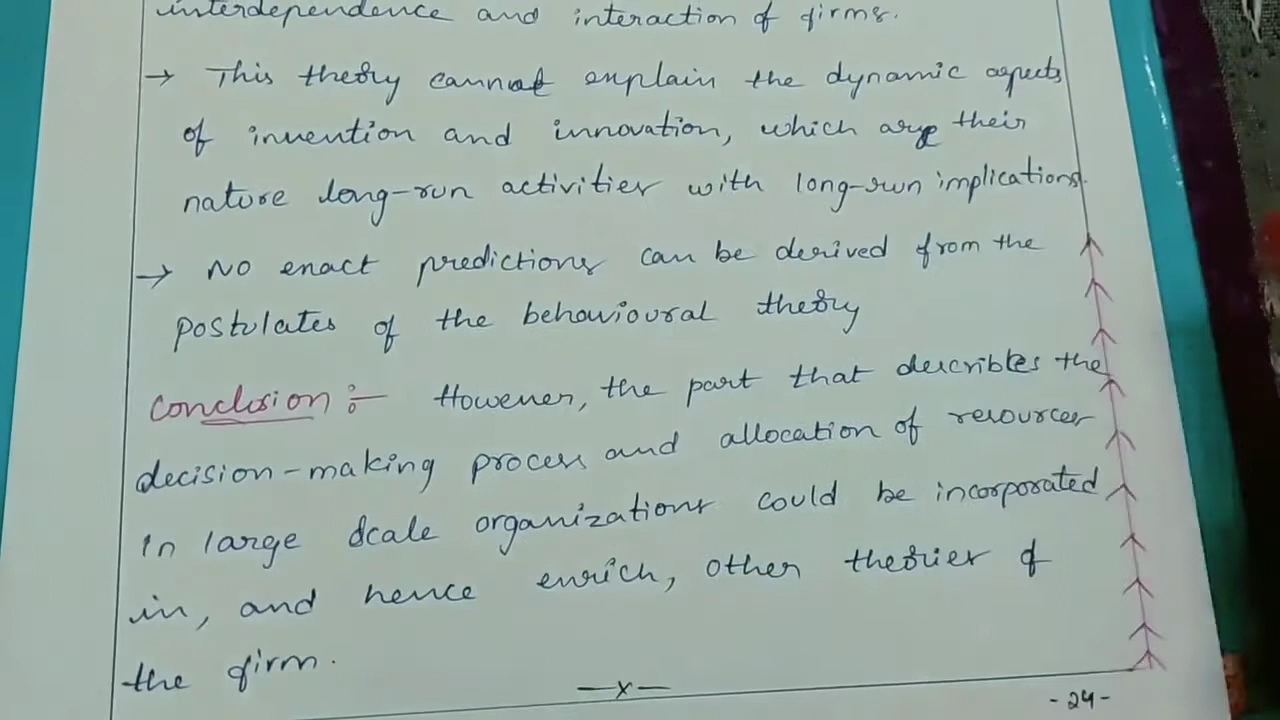 interdependence and interaction of firms.
→ This theory cannot explain the dynamic aspects
of invention and innovation, which are their
nature long-run activities with long-run implications.
→ No exact predictions can be derived from the
postulates of the behavioural theory
Conclusion :- However, the part that describles the
decision-making process and allocation of resources
in large scale organizations could be incorporated
in, and hence enrich, other theories of
the firm.
—x—
-24-